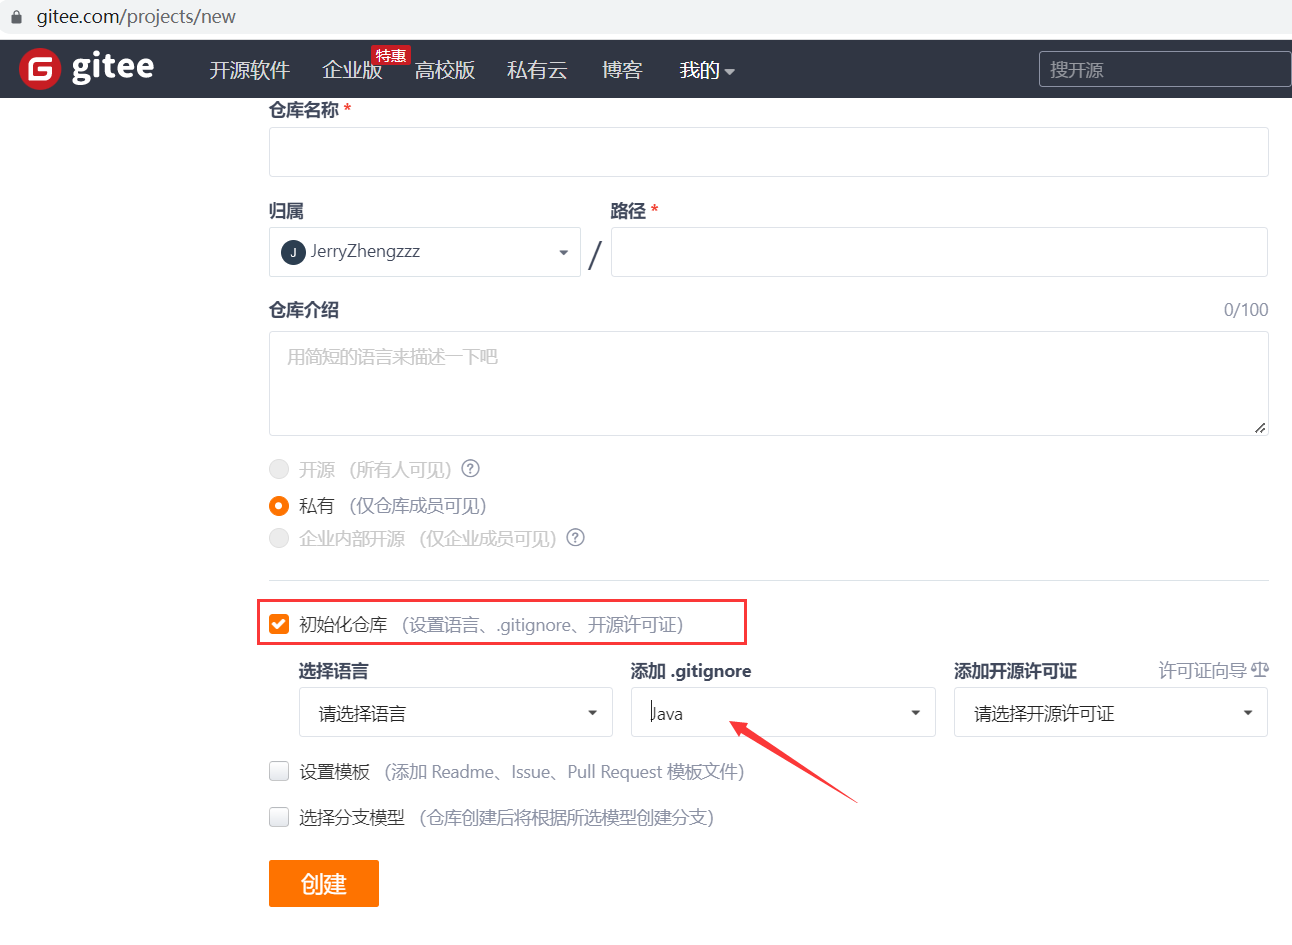 gitee.com/projects/new
G gitee 开源软件 企业版 特惠 高校版 私有云 博客 我的 搜开源
仓库名称 *
归属 路径 *
J JerryZhengzzz /
仓库介绍 0/100
用简短的语言来描述一下吧
开源 (所有人可见) ?
私有 (仅仓库成员可见)
企业内部开源 (仅企业成员可见) ?
初始化仓库 (设置语言、.gitignore、开源许可证)
选择语言 添加 .gitignore 添加开源许可证 许可证向导
请选择语言 Java 请选择开源许可证
设置模板 (添加 Readme、Issue、Pull Request 模板文件)
选择分支模型 (仓库创建后将根据所选模型创建分支)
创建